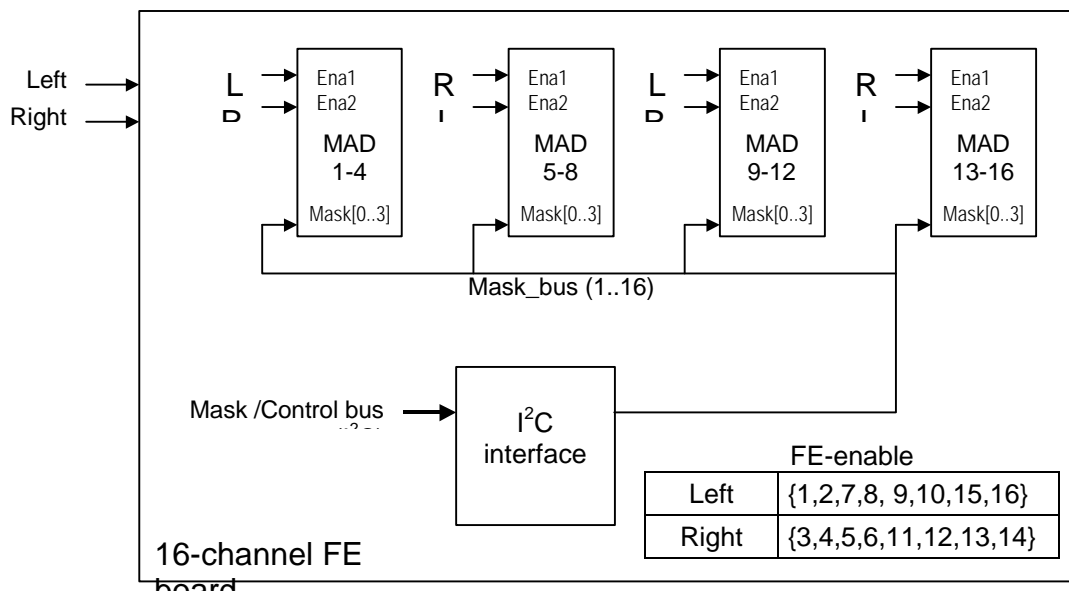 Left
Right
L
R
L
R
Ena1
Ena1
Ena1
Ena1
Ena2
Ena2
Ena2
Ena2
MAD
1-4
MAD
5-8
MAD
9-12
MAD
13-16
Mask[0..3]
Mask[0..3]
Mask[0..3]
Mask[0..3]
Mask_bus (1..16)
Mask /Control bus
I²C
interface
FE-enable
Left {1,2,7,8, 9,10,15,16}
Right {3,4,5,6,11,12,13,14}
16-channel FE
board